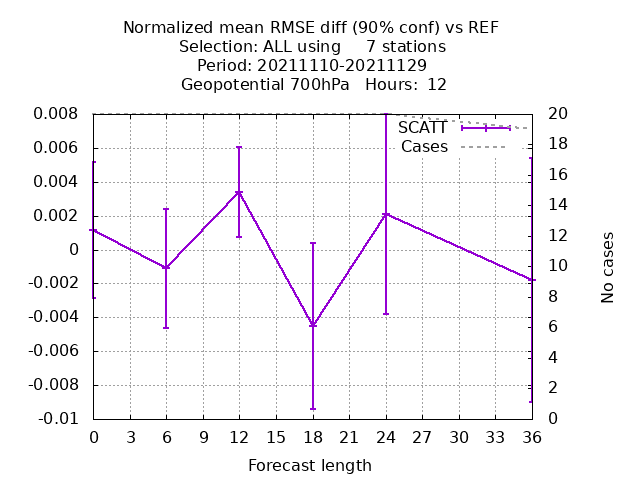 Normalized mean RMSE diff (90% conf) vs REF
Selection: ALL using     7 stations
Period: 20211110-20211129
Geopotential 700hPa   Hours:  12
0.008
0.006
0.004
0.002
0
-0.002
-0.004
-0.006
-0.008
-0.01
SCATT
Cases
20
18
16
14
12
10
8
6
4
2
0
No cases
0 3 6 9 12 15 18 21 24 27 30 33 36
Forecast length